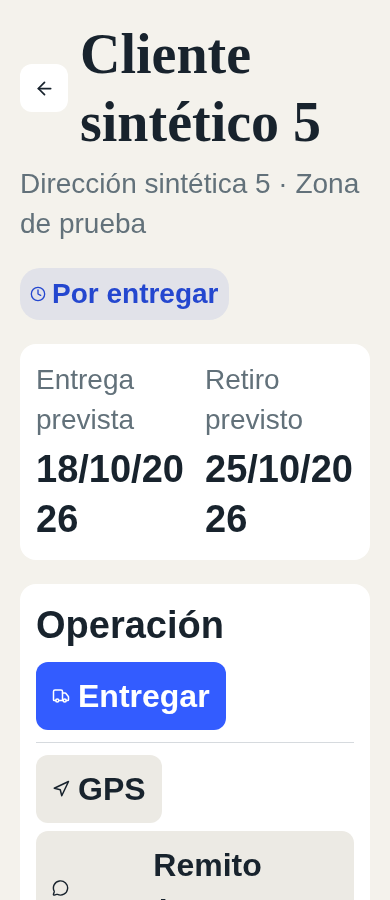 Cliente
sintético 5
Dirección sintética 5 · Zona
de prueba
Por entregar
Entrega
prevista
18/10/20
26
Retiro
previsto
25/10/20
26
Operación
Entregar
GPS
Remito